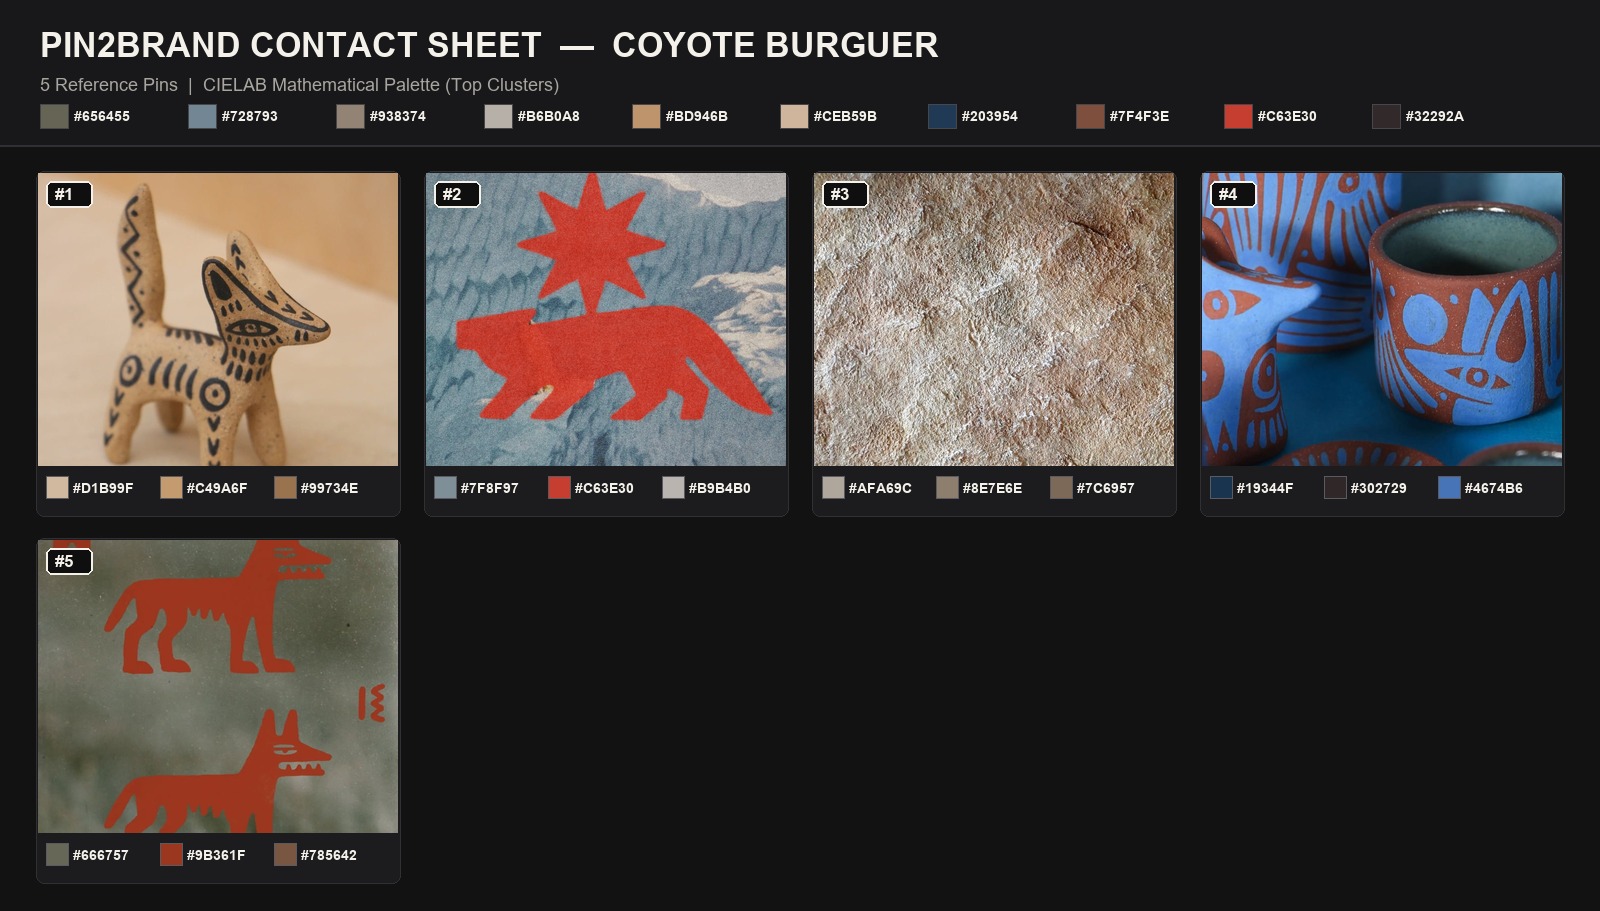 PIN2BRAND CONTACT SHEET — COYOTE BURGUER
5 Reference Pins | CIELAB Mathematical Palette (Top Clusters)
#656455 #728793 #938374 #B6B0A8 #BD946B #CEB59B #203954 #7F4F3E #C63E30 #32292A
#1 #2 #3 #4
#D1B99F #C49A6F #99734E #7F8F97 #C63E30 #B9B4B0 #AFA69C #8E7E6E #7C6957 #19344F #302729 #4674B6
#5
#666757 #9B361F #785642